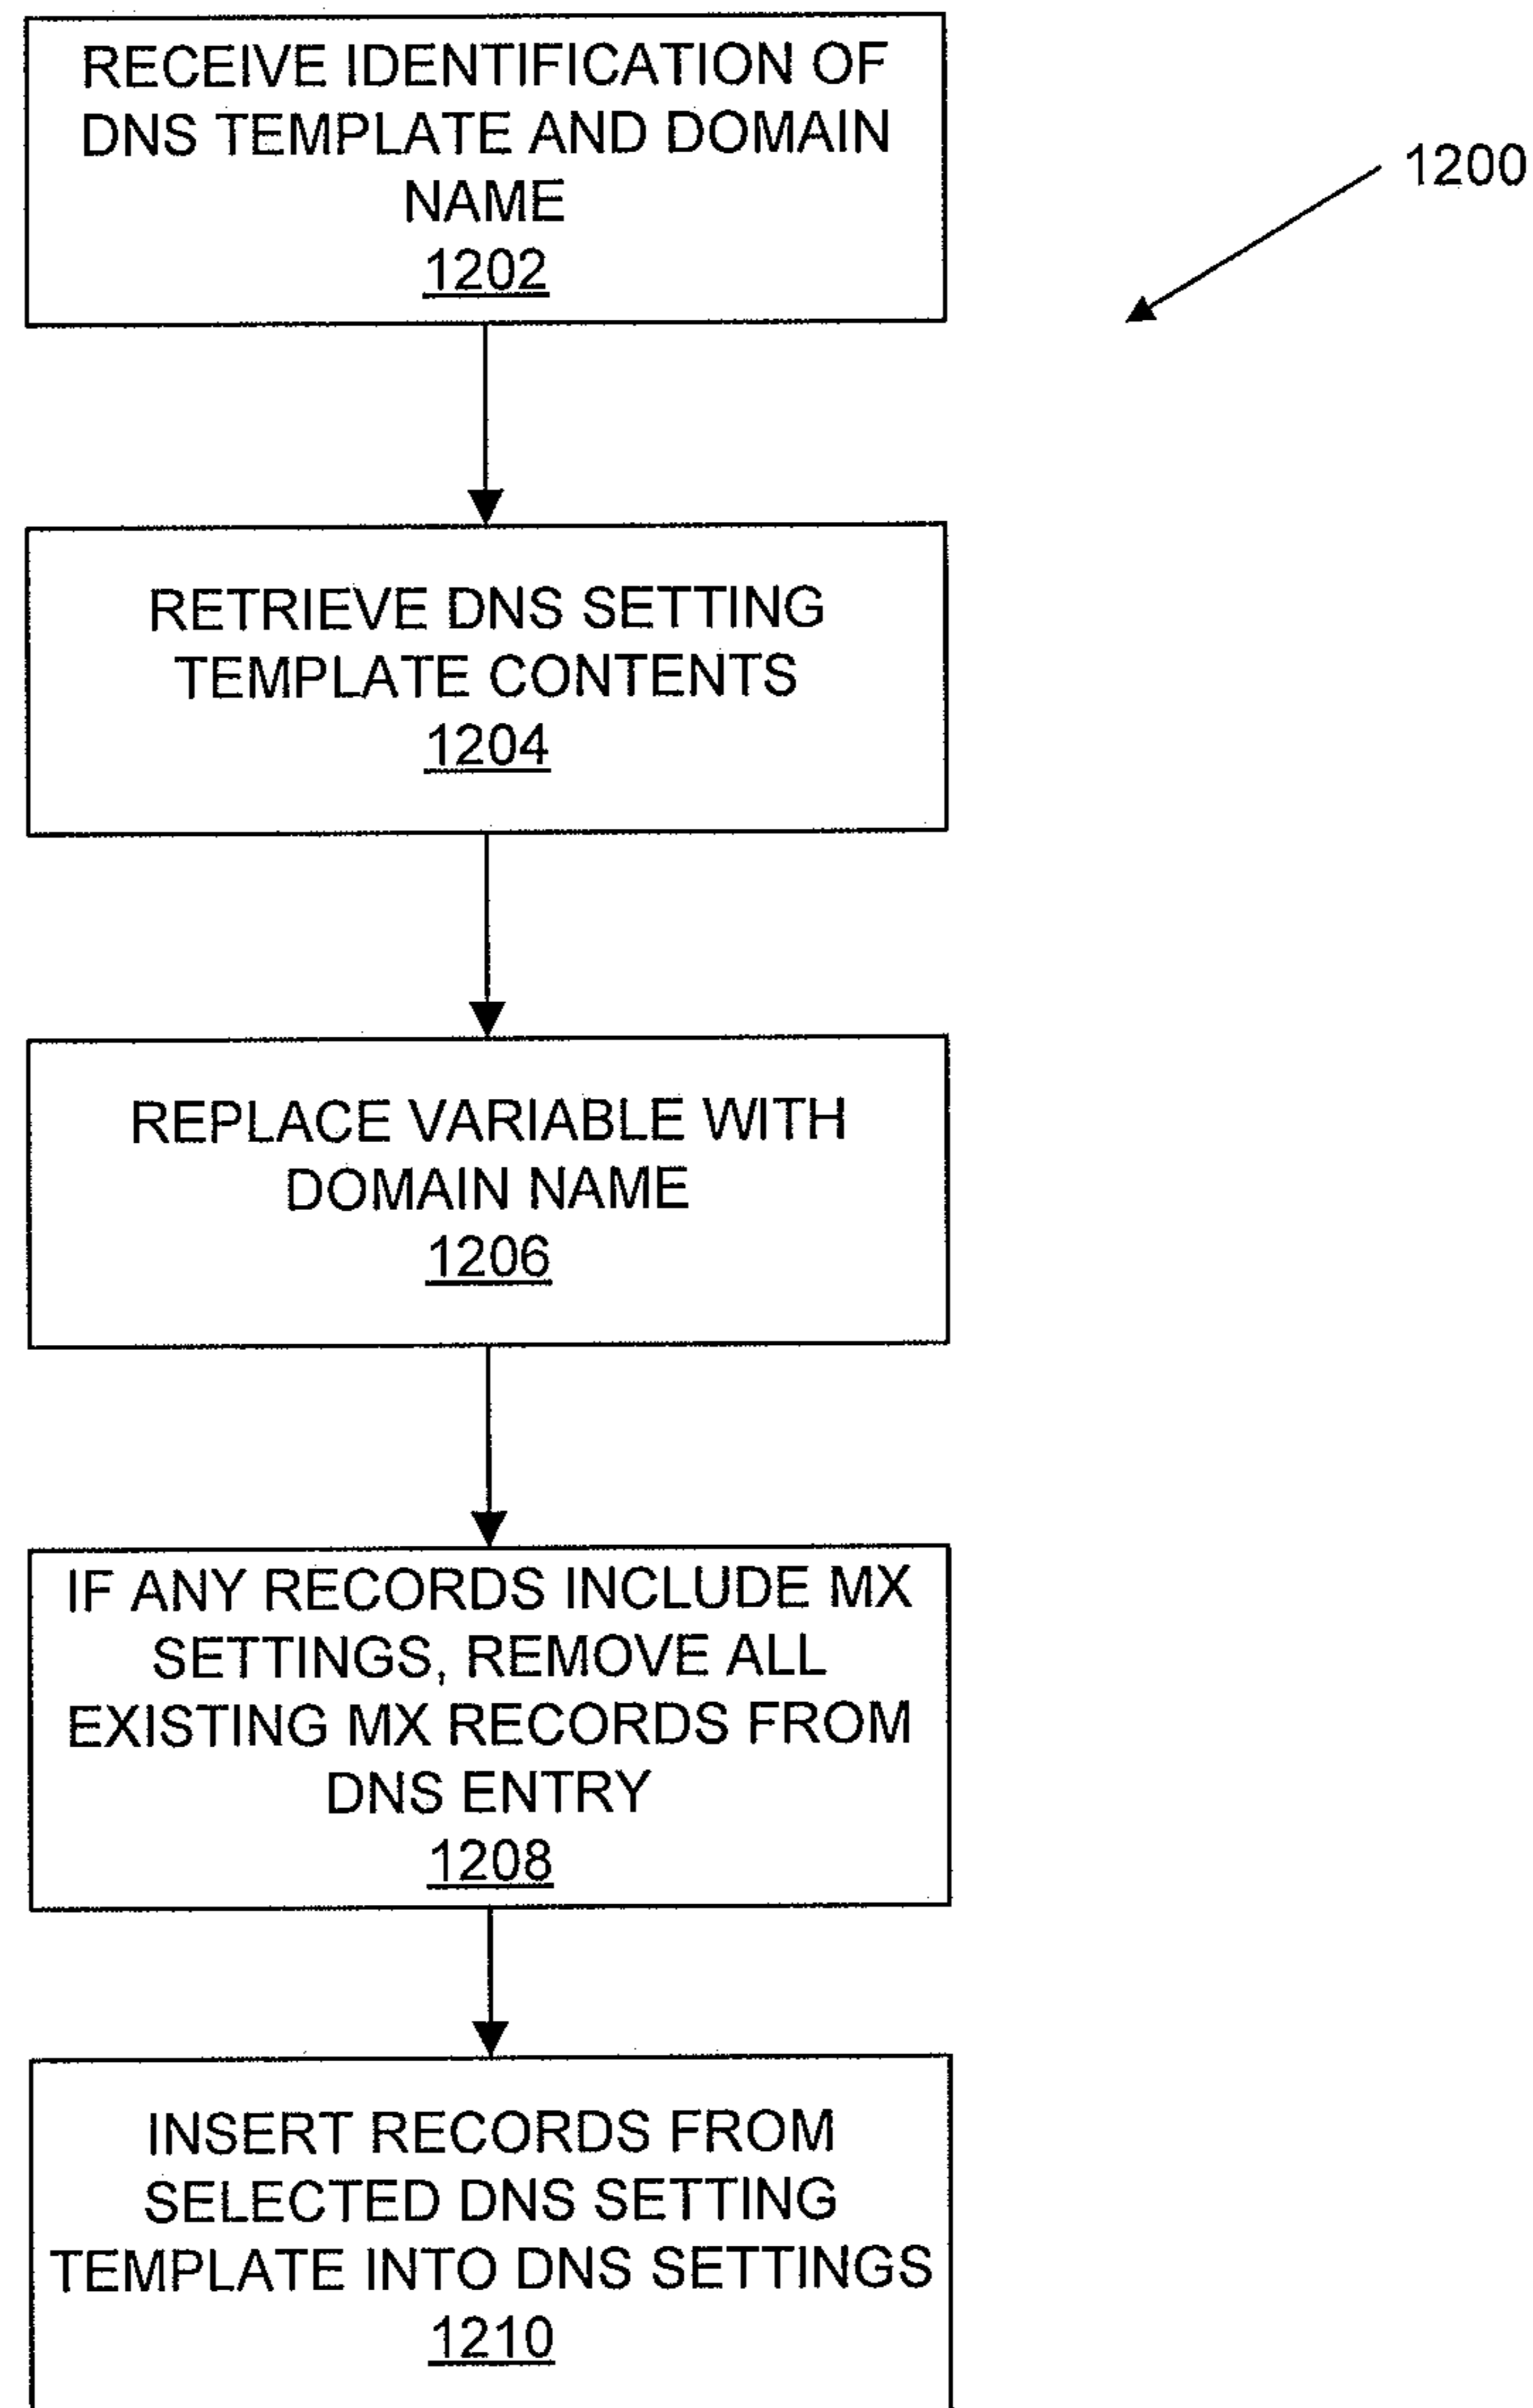 RECEIVE IDENTIFICATION OF
DNS TEMPLATE AND DOMAIN
NAME
1202
1200
RETRIEVE DNS SETTING
TEMPLATE CONTENTS
1204
REPLACE VARIABLE WITH
DOMAIN NAME
1206
IF ANY RECORDS INCLUDE MX
SETTINGS, REMOVE ALL
EXISTING MX RECORDS FROM
DNS ENTRY
1208
INSERT RECORDS FROM
SELECTED DNS SETTING
TEMPLATE INTO DNS SETTINGS
1210